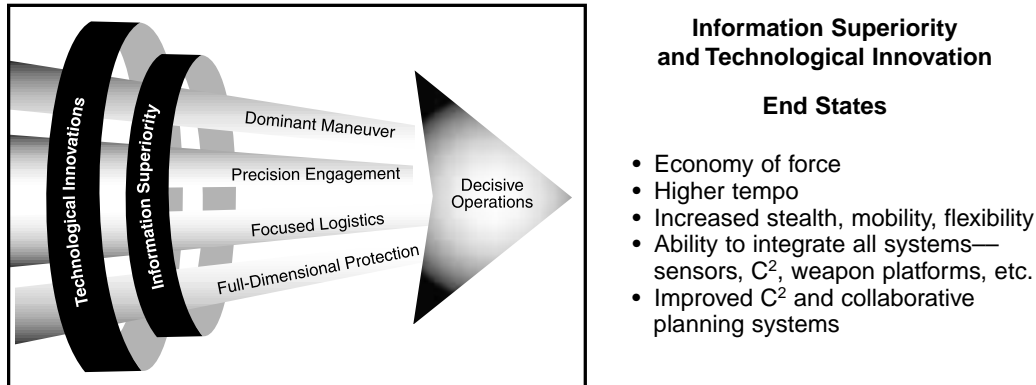 Technological Innovations
Information Superiority
Dominant Maneuver
Precision Engagement
Focused Logistics
Full-Dimensional Protection
Decisive
Operations
Information Superiority
and Technological Innovation
End States
• Economy of force
• Higher tempo
• Increased stealth, mobility, flexibility
• Ability to integrate all systems—
sensors, C², weapon platforms, etc.
• Improved C² and collaborative
planning systems